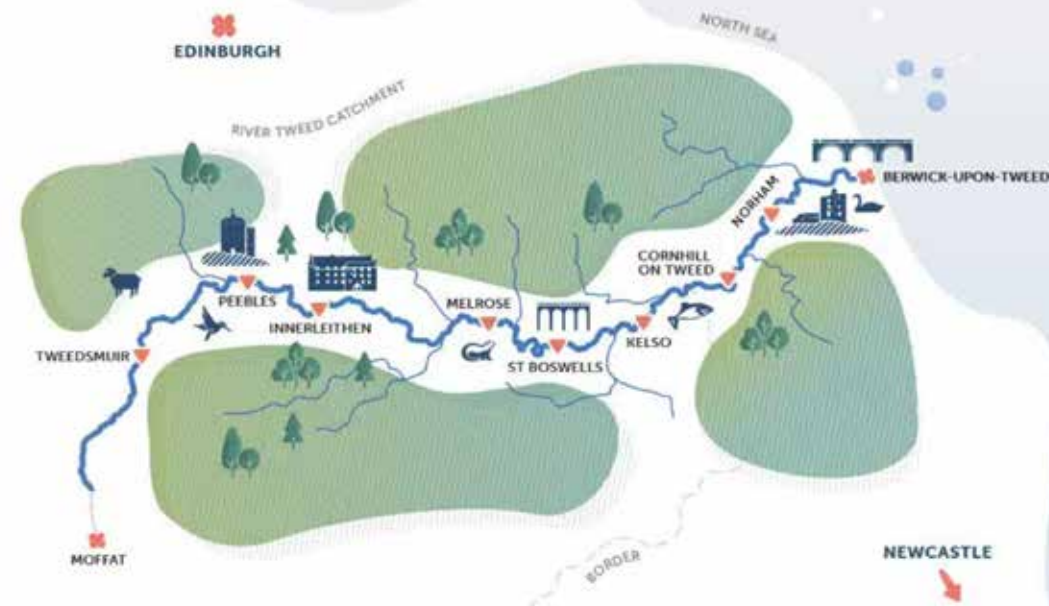 NORTH SEA
EDINBURGH
RIVER TWEED CATCHMENT
BERWICK-UPON-TWEED
NORHAM
CORNHILL
ON TWEED
PEEBLES
MELROSE
INNERLEITHEN
KELSO
TWEEDSMUIR
ST BOSWELLS
MOFFAT
BORDER
NEWCASTLE